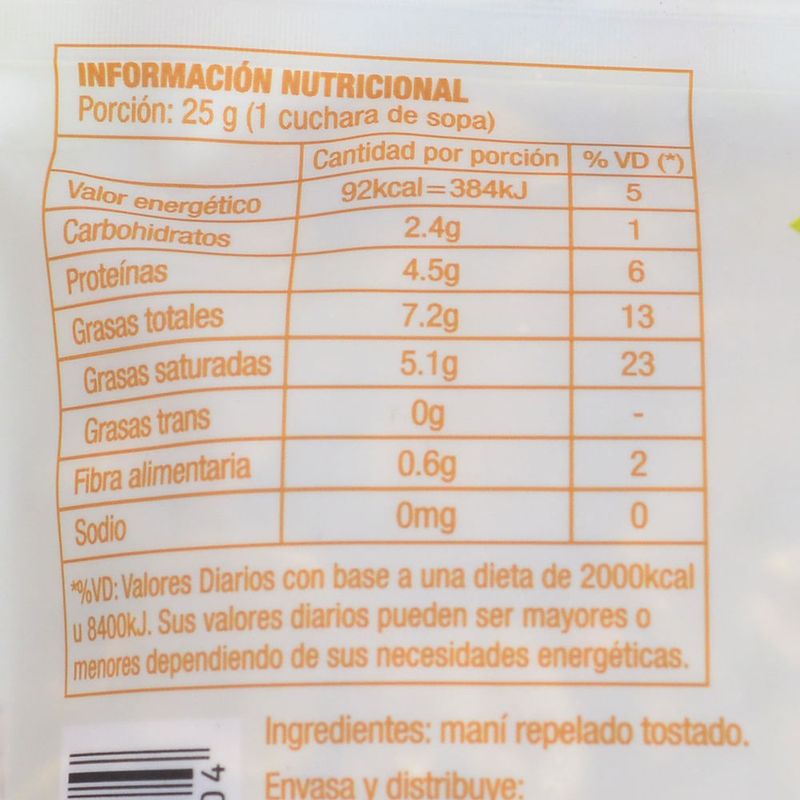 INFORMACIÓN NUTRICIONAL
Porción: 25 g (1 cuchara de sopa)
Cantidad por porción % VD (*)
Valor energético 92kcal=384kJ 5
Carbohidratos 2.4g 1
Proteínas 4.5g 6
Grasas totales 7.2g 13
Grasas saturadas 5.1g 23
Grasas trans 0g -
Fibra alimentaria 0.6g 2
Sodio 0mg 0
*%VD: Valores Diarios con base a una dieta de 2000kcal
u 8400kJ. Sus valores diarios pueden ser mayores o
menores dependiendo de sus necesidades energéticas.
Ingredientes: maní repelado tostado.
Envasa y distribuye:
04